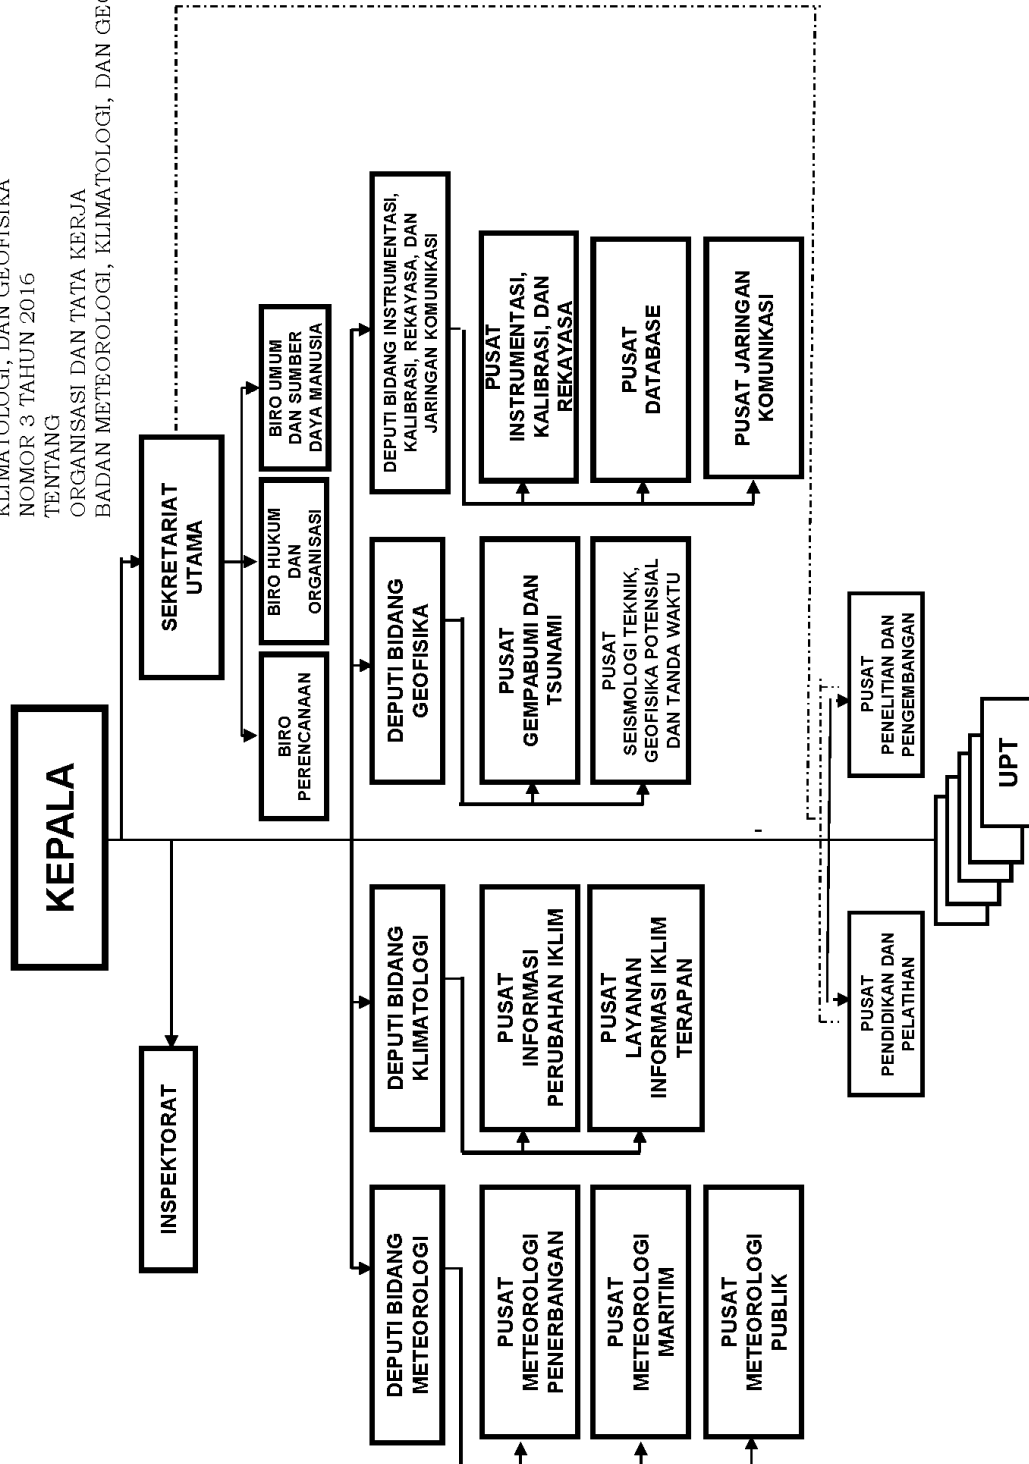 KLIMATOLOGI, DAN GEOFISIKA
NOMOR 3 TAHUN 2016
TENTANG
ORGANISASI DAN TATA KERJA
BADAN METEOROLOGI, KLIMATOLOGI, DAN GEO
KEPALA
INSPEKTORAT
SEKRETARIAT
UTAMA
BIRO
PERENCANAAN
BIRO HUKUM
DAN
ORGANISASI
BIRO UMUM
DAN SUMBER
DAYA MANUSIA
DEPUTI BIDANG
METEOROLOGI
PUSAT
METEOROLOGI
PENERBANGAN
PUSAT
METEOROLOGI
MARITIM
PUSAT
METEOROLOGI
PUBLIK
DEPUTI BIDANG
KLIMATOLOGI
PUSAT
INFORMASI
PERUBAHAN IKLIM
PUSAT
LAYANAN
INFORMASI IKLIM
TERAPAN
DEPUTI BIDANG
GEOFISIKA
PUSAT
GEMPABUMI DAN
TSUNAMI
PUSAT
SEISMOLOGI TEKNIK,
GEOFISIKA POTENSIAL
DAN TANDA WAKTU
DEPUTI BIDANG INSTRUMENTASI,
KALIBRASI, REKAYASA, DAN
JARINGAN KOMUNIKASI
PUSAT
INSTRUMENTASI,
KALIBRASI, DAN
REKAYASA
PUSAT
DATABASE
PUSAT JARINGAN
KOMUNIKASI
PUSAT
PENDIDIKAN DAN
PELATIHAN
PUSAT
PENELITIAN DAN
PENGEMBANGAN
UPT